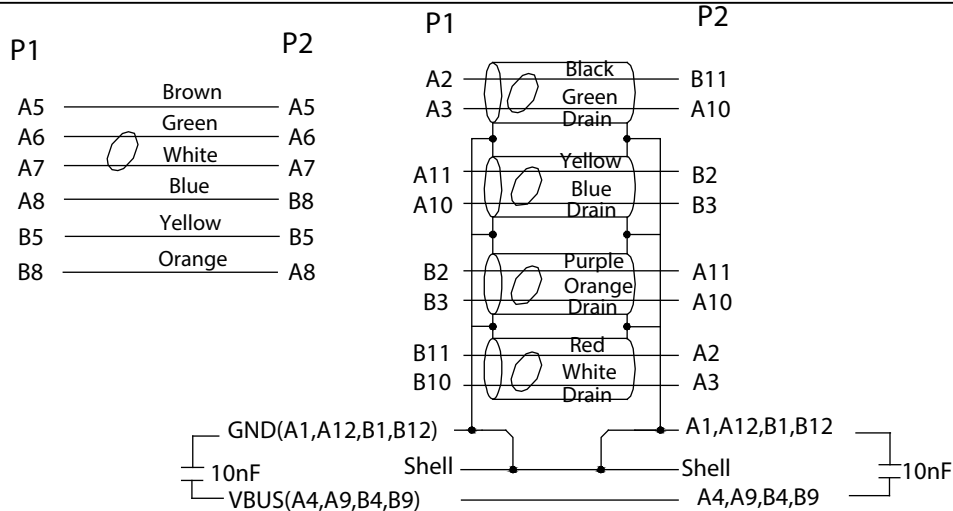 P1 P2
A5 Brown A5
A6 Green A6
A7 White A7
A8 Blue B8
B5 Yellow B5
B8 Orange A8
P1 P2
A2 Black B11
A3 Green A10
Drain
A11 Yellow B2
A10 Blue B3
Drain
B2 Purple A11
B3 Orange A10
Drain
B11 Red A2
B10 White A3
Drain
GND(A1,A12,B1,B12) A1,A12,B1,B12
10nF Shell Shell 10nF
VBUS(A4,A9,B4,B9) A4,A9,B4,B9